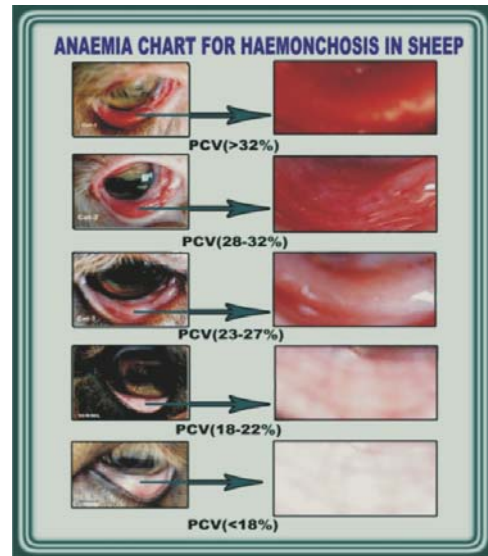 ANAEMIA CHART FOR HAEMONCHOSIS IN SHEEP
PCV(>32%)
PCV(28-32%)
PCV(23-27%)
PCV(18-22%)
PCV(<18%)